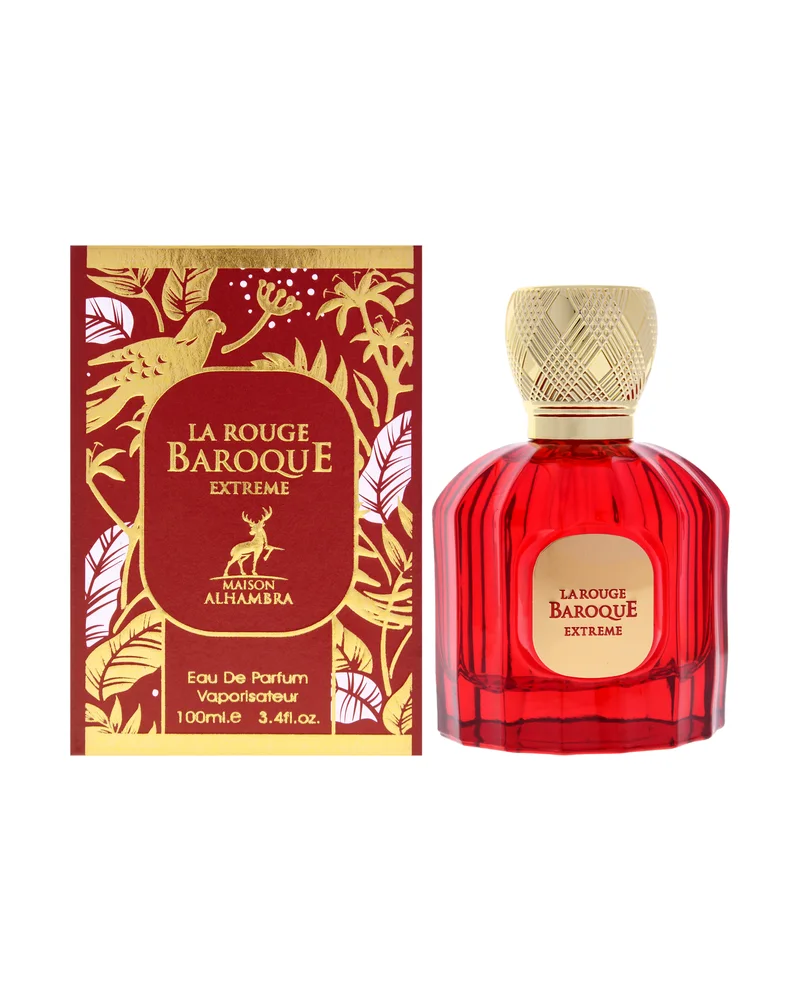 LA ROUGE
BAROQUE
EXTREME
MAISON
ALHAMBRA
Eau De Parfum
Vaporisateur
100ml.e 3.4fl.oz.
LA ROUGE
BAROQUE
EXTREME